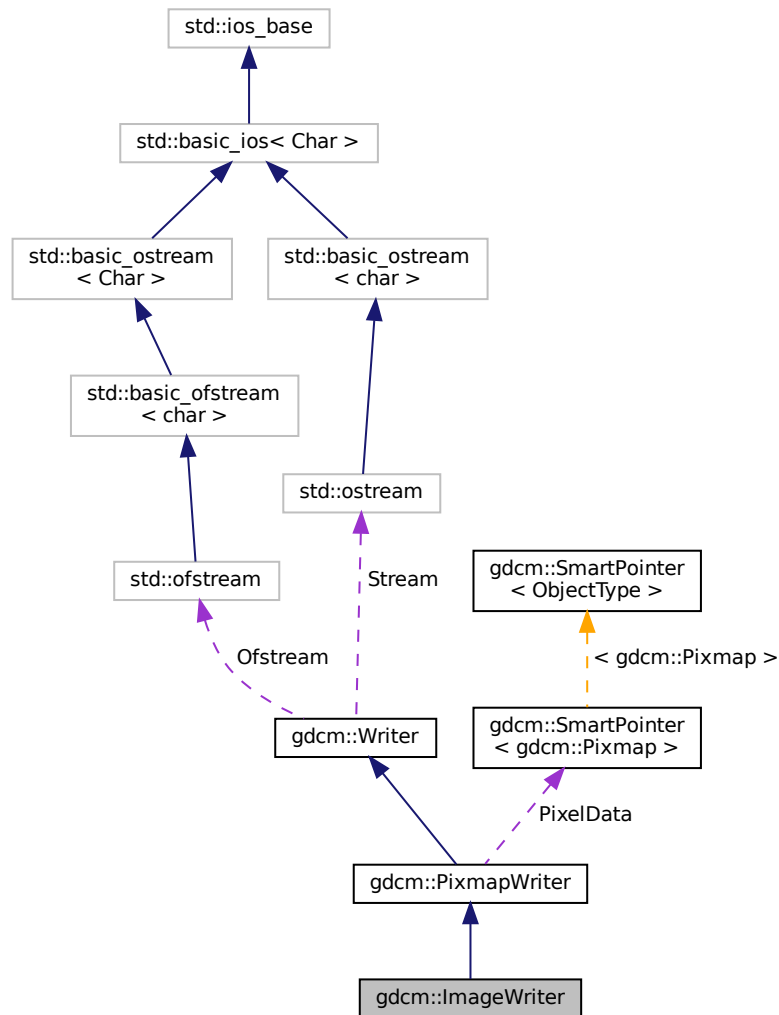 std::ios_base
std::basic_ios< Char >
std::basic_ostream
< Char >
std::basic_ostream
< char >
std::basic_ofstream
< char >
std::ostream
std::ofstream
gdcm::SmartPointer
< ObjectType >
Stream
Ofstream
< gdcm::Pixmap >
gdcm::Writer
gdcm::SmartPointer
< gdcm::Pixmap >
PixelData
gdcm::PixmapWriter
gdcm::ImageWriter